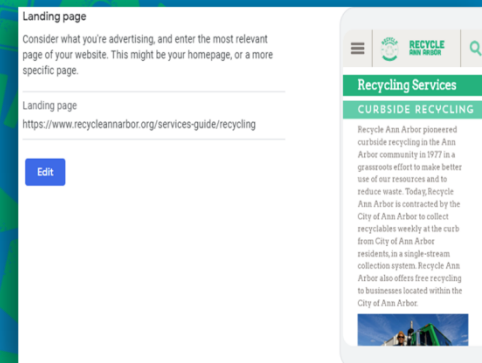 Landing page
Consider what you're advertising, and enter the most relevant
page of your website. This might be your homepage, or a more
specific page.
Landing page
https://www.recycleannarbor.org/services-guide/recycling
Edit
RECYCLE
ANN ARBOR
Recycling Services
CURBSIDE RECYCLING
Recycle Ann Arbor pioneered
curbside recycling in the Ann
Arbor community in 1977 in a
grassroots effort to make better
use of our resources and to
reduce waste. Today, Recycle
Ann Arbor is contracted by the
City of Ann Arbor to collect
recyclables weekly at the curb
from City of Ann Arbor
residents, in a single-stream
collection system. Recycle Ann
Arbor also offers free recycling
to businesses located within the
City of Ann Arbor.